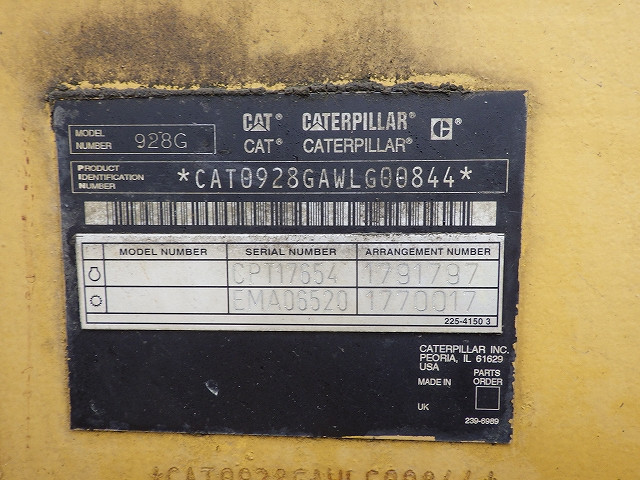 MODEL NUMBER 928G
CAT® CATERPILLAR® C®
CAT® CATERPILLAR®
PRODUCT IDENTIFICATION NUMBER *CAT0928GAWLG00844*
MODEL NUMBER SERIAL NUMBER ARRANGEMENT NUMBER
CPT17654 1791797
EMA06520 1770017
225-4150 3
CATERPILLAR INC.
PEORIA, IL 61629
USA
MADE IN
PARTS ORDER
UK
239-6989
*CAT0928GAWLG00844*